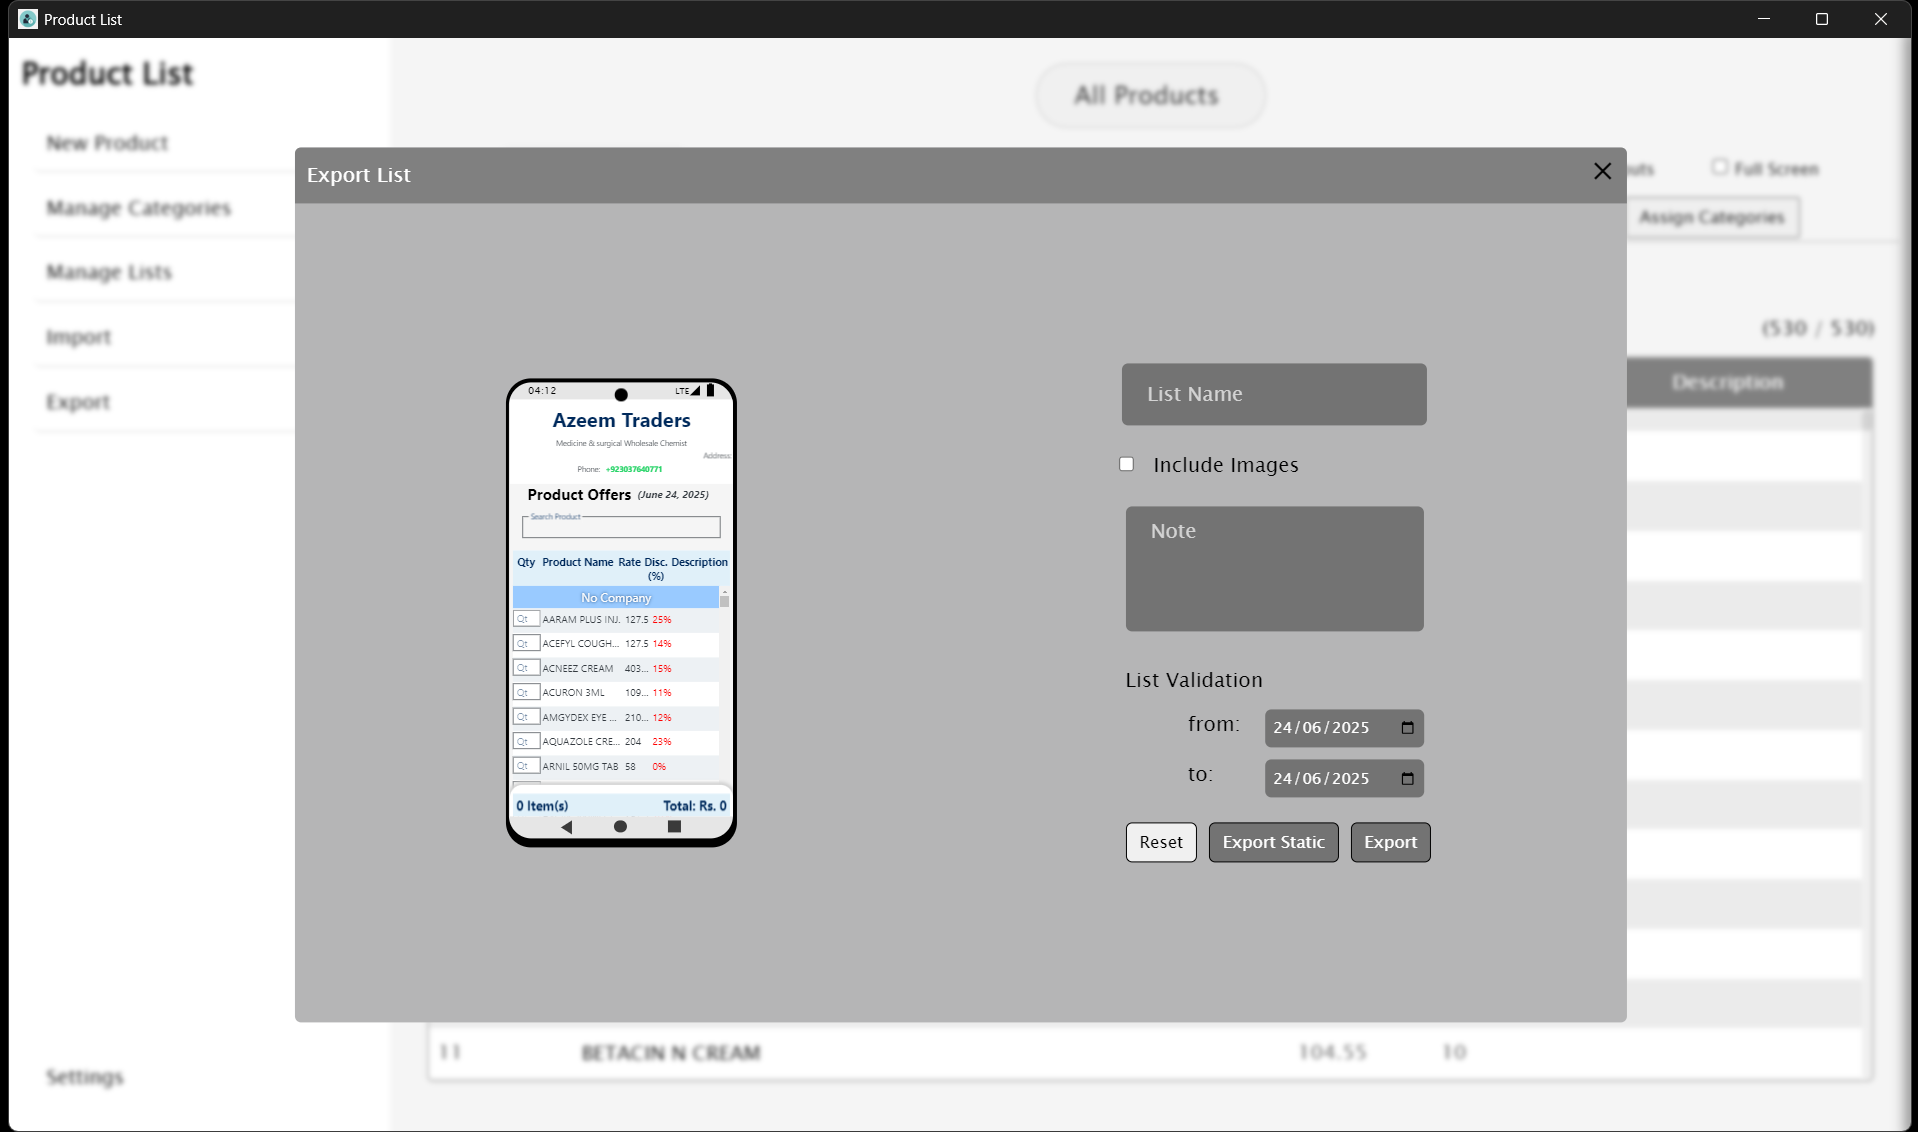 Product List
Product List
All Products
New Product
Full Screen
Manage Categories
Assign Categories
Manage Lists
Import
Export
(530 / 530)
Description
Export List
04:12 LTE
Azeem Traders
Medicine & surgical Wholesale Chemist
Address:
Phone: +923037640771
Product Offers (June 24, 2025)
Search Product
Qty Product Name Rate Disc. (%) Description
No Company
Qt AARAM PLUS INJ. 127.5 25%
Qt ACEFYL COUGH... 127.5 14%
Qt ACNEEZ CREAM 403... 15%
Qt ACURON 3ML 109... 11%
Qt AMGYDEX EYE ... 210... 12%
Qt AQUAZOLE CRE... 204 23%
Qt ARNIL 50MG TAB 58 0%
0 Item(s) Total: Rs. 0
List Name
Include Images
Note
List Validation
from: 24/06/2025
to: 24/06/2025
Reset Export Static Export
11 BETACIN N CREAM 104.55 10
Settings